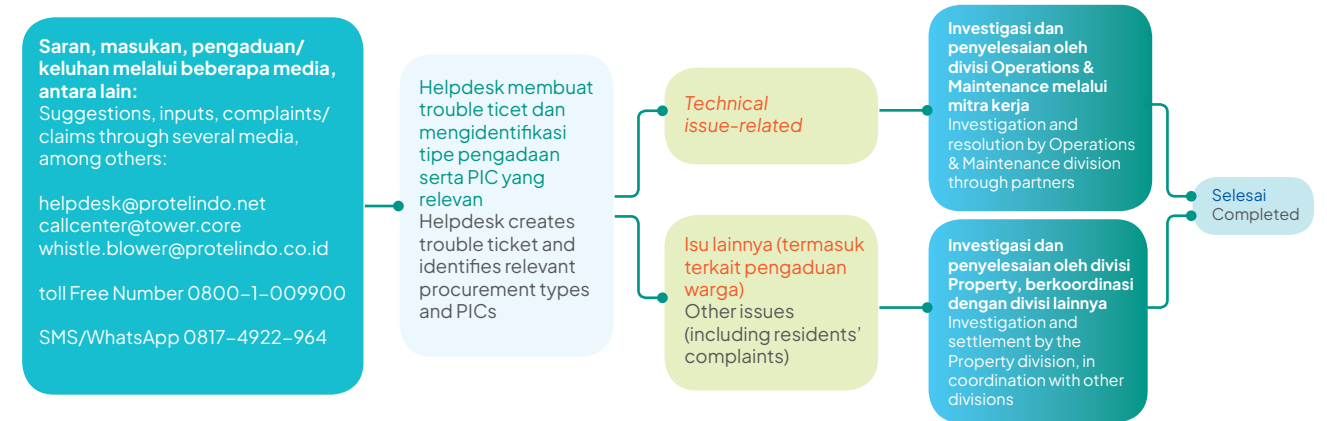 Saran, masukan, pengaduan/
keluhan melalui beberapa media,
antara lain:
Suggestions, inputs, complaints/
claims through several media,
among others:
helpdesk@protelindo.net
callcenter@tower.core
whistle.blower@protelindo.co.id
toll Free Number 0800-1-009900
SMS/WhatsApp 0817-4922-964
Helpdesk membuat
trouble ticet dan
mengidentifikasi
tipe pengadaan
serta PIC yang
relevan
Helpdesk creates
trouble ticket and
identifies relevant
procurement types
and PICs
Technical
issue-related
Isu lainnya (termasuk
terkait pengaduan
warga)
Other issues
(including residents'
complaints)
Investigasi dan
penyelesaian oleh
divisi Operations &
Maintenance melalui
mitra kerja
Investigation and
resolution by Operations
& Maintenance division
through partners
Investigasi dan
penyelesaian oleh divisi
Property, berkoordinasi
dengan divisi lainnya
Investigation and
settlement by the
Property division, in
coordination with other
divisions
Selesai
Completed